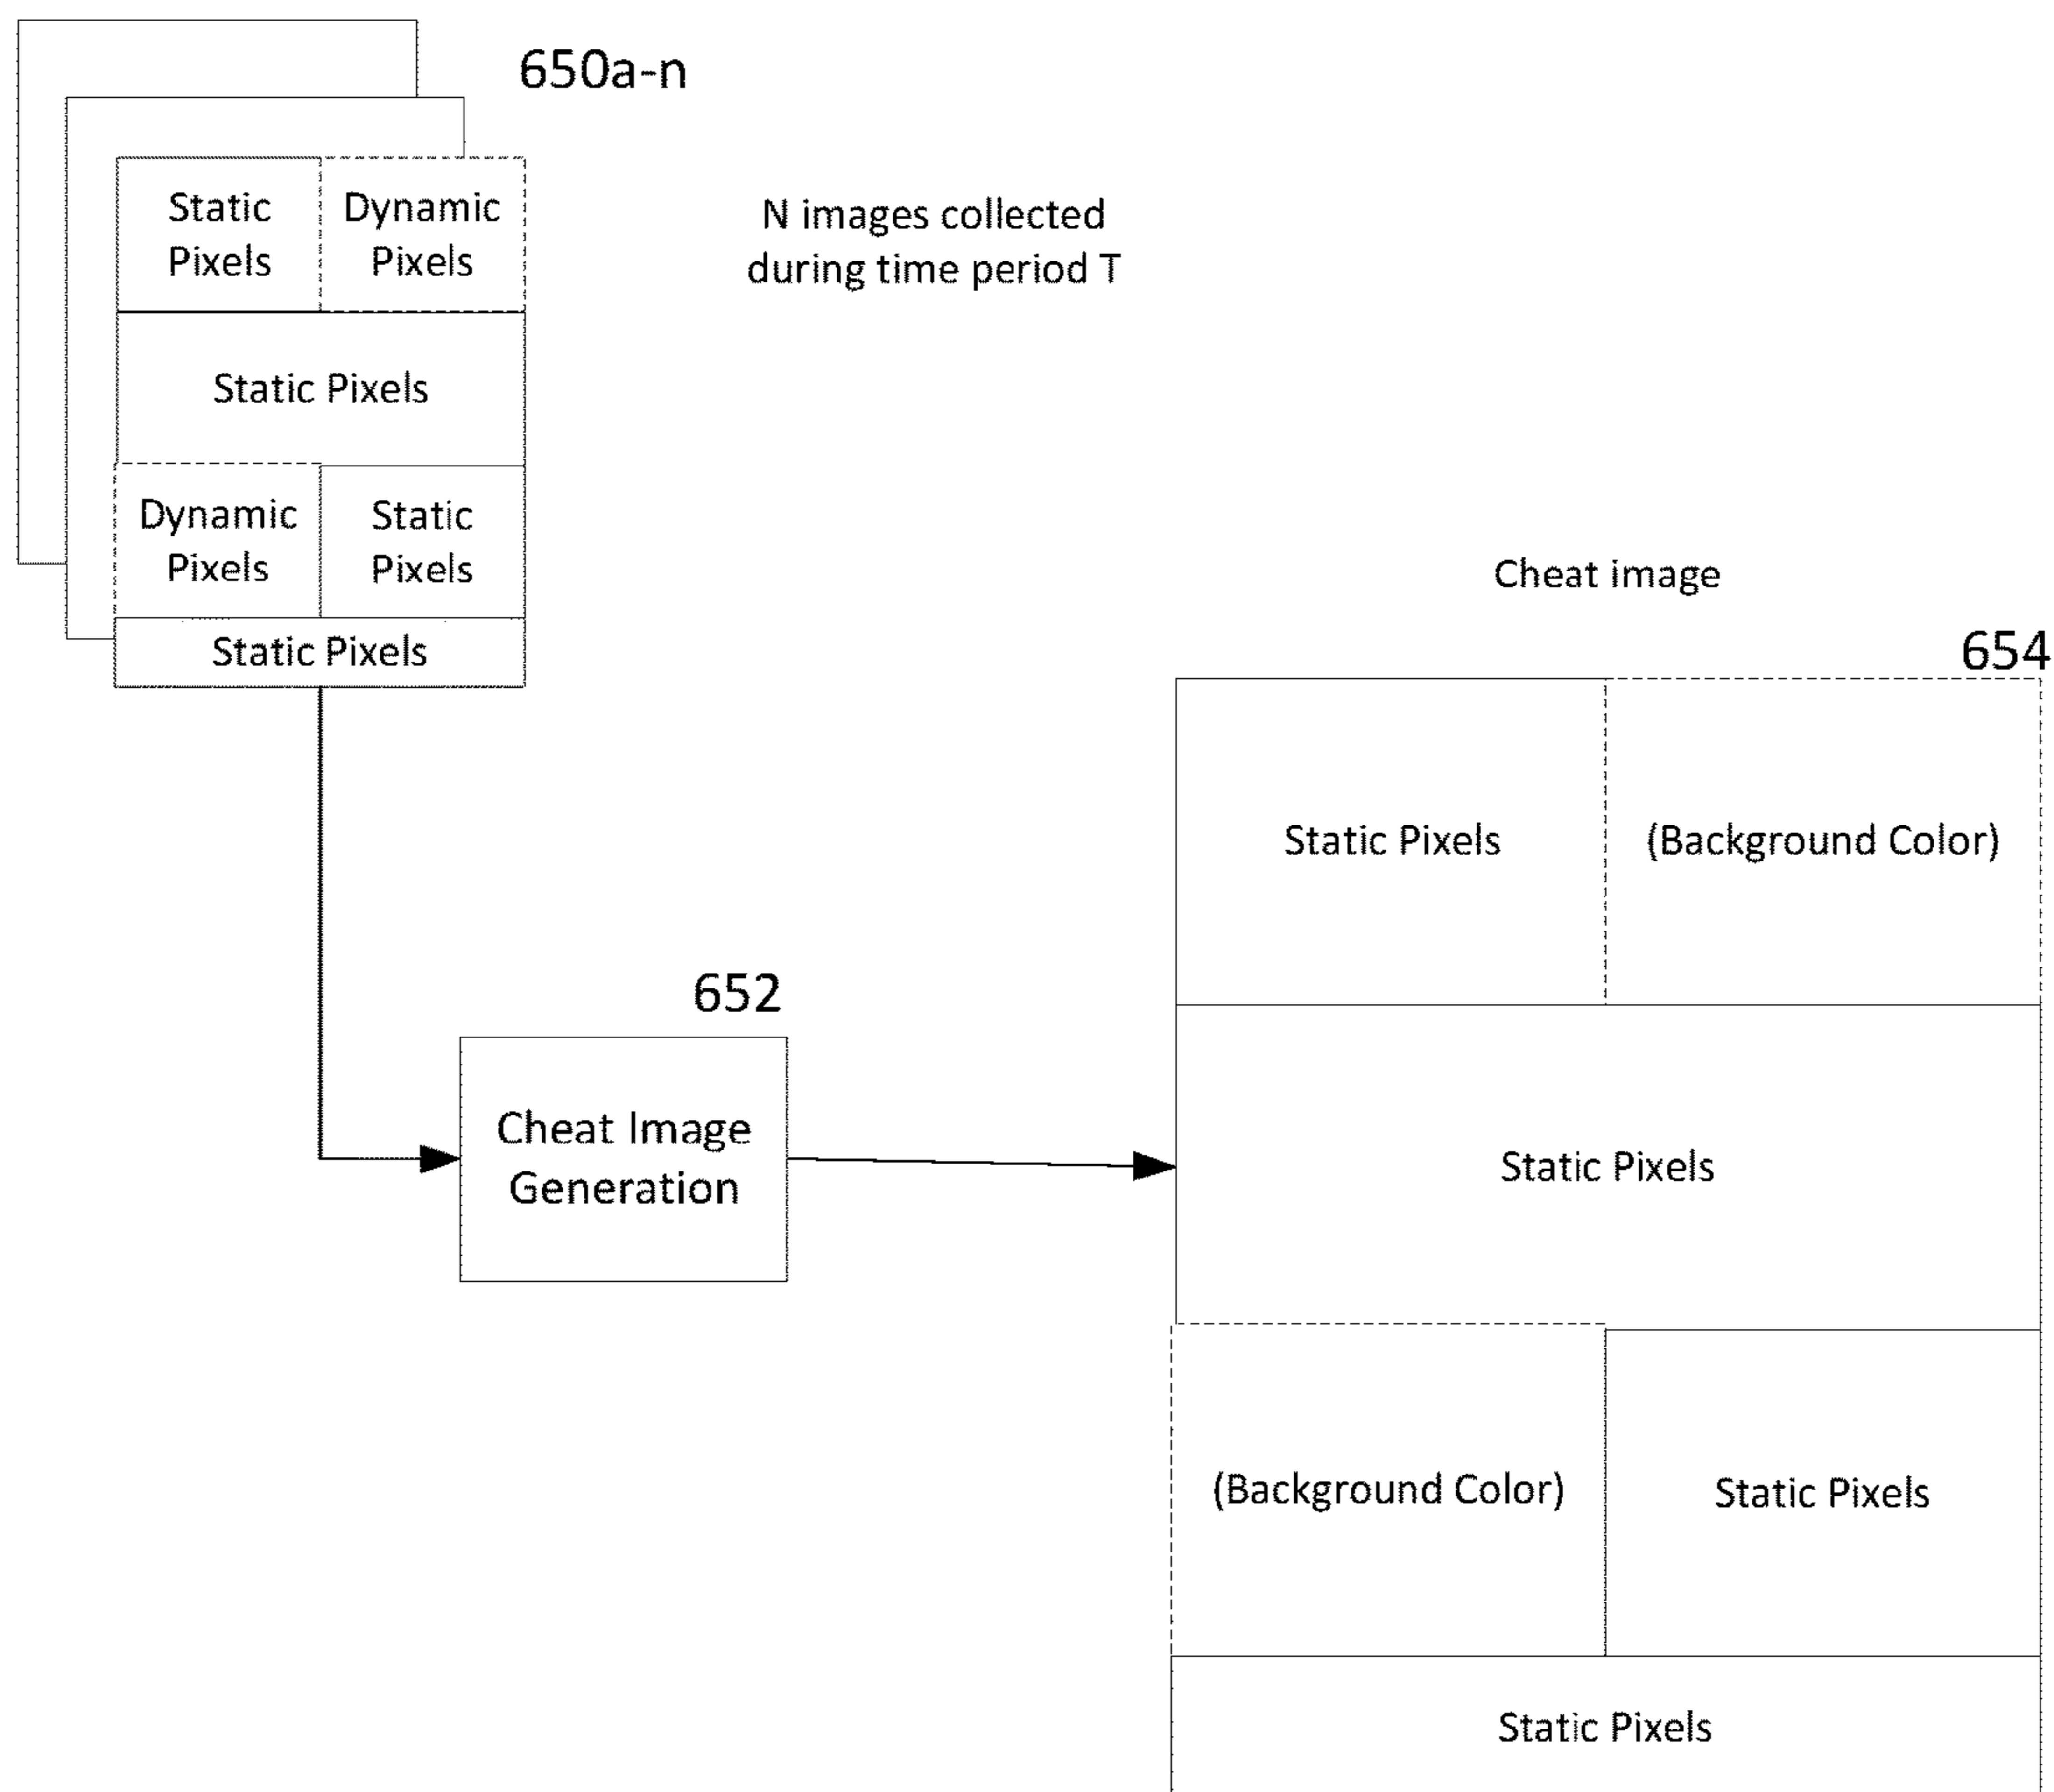 650a-n
Static
Pixels
Dynamic
Pixels
N images collected
during time period T
Static Pixels
Dynamic
Pixels
Static
Pixels
Static Pixels
Cheat image
654
Static Pixels
(Background Color)
652
Cheat Image
Generation
Static Pixels
(Background Color)
Static Pixels
Static Pixels